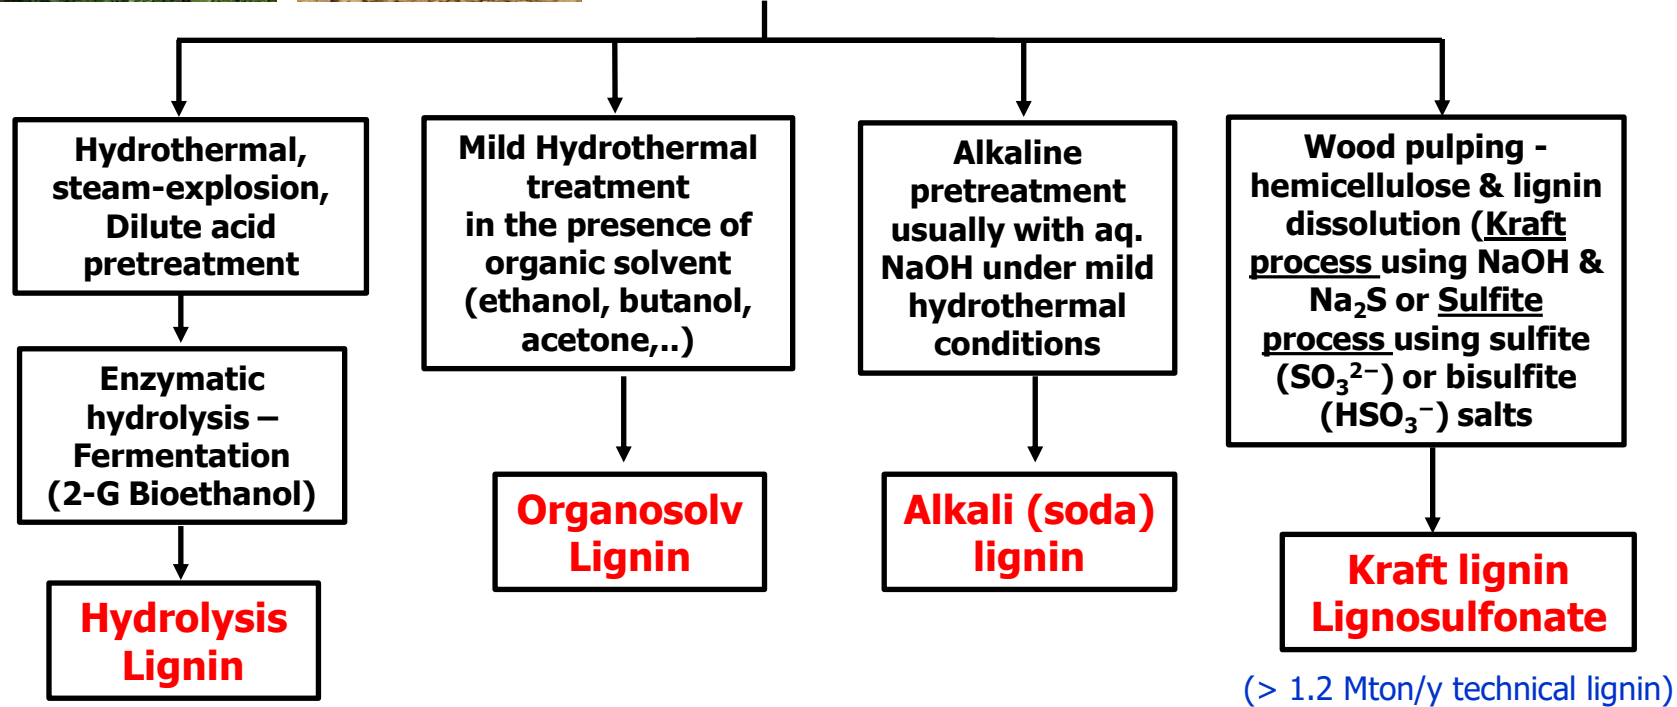 Hydrothermal,
steam-explosion,
Dilute acid
pretreatment
Enzymatic
hydrolysis –
Fermentation
(2-G Bioethanol)
Hydrolysis
Lignin
Mild Hydrothermal
treatment
in the presence of
organic solvent
(ethanol, butanol,
acetone,..)
Organosolv
Lignin
Alkaline
pretreatment
usually with aq.
NaOH under mild
hydrothermal
conditions
Alkali (soda)
lignin
Wood pulping -
hemicellulose & lignin
dissolution (Kraft
process using NaOH &
Na₂S or Sulfite
process using sulfite
(SO₃²⁻) or bisulfite
(HSO₃⁻) salts
Kraft lignin
Lignosulfonate
(> 1.2 Mton/y technical lignin)